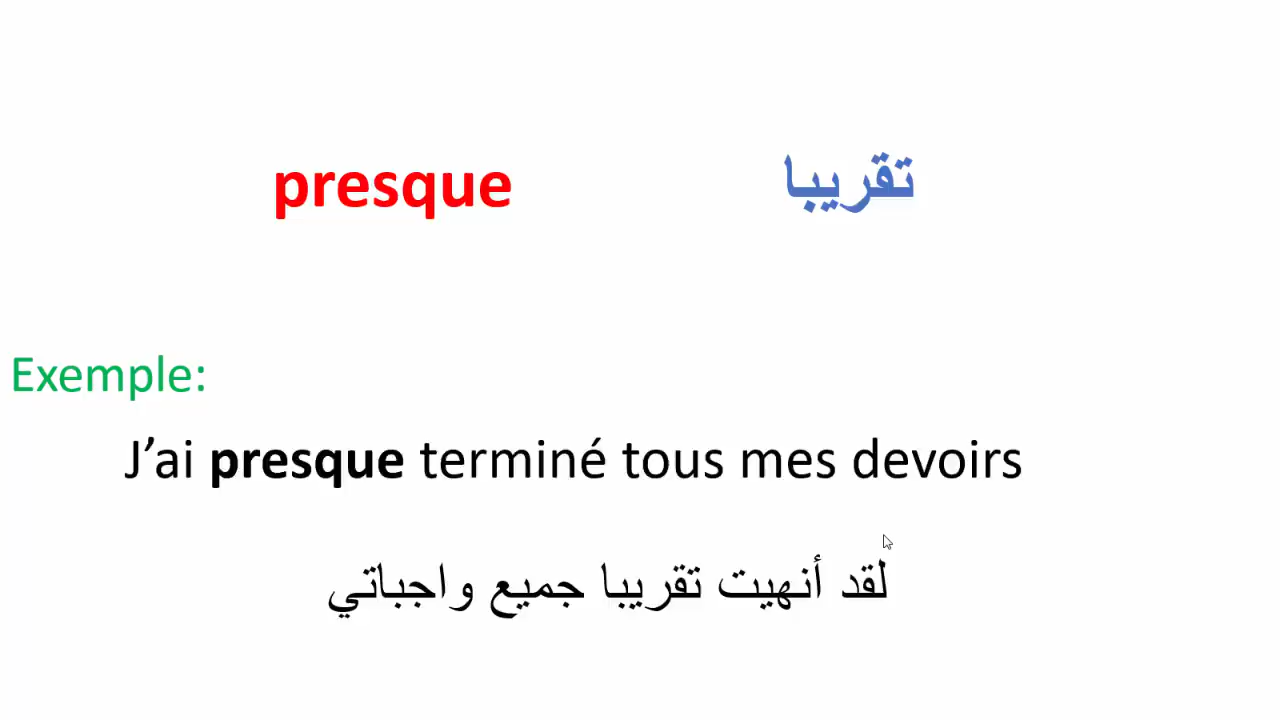 presque تقريبا
Exemple:
J’ai presque terminé tous mes devoirs
لقد أنهيت تقريبا جميع واجباتي